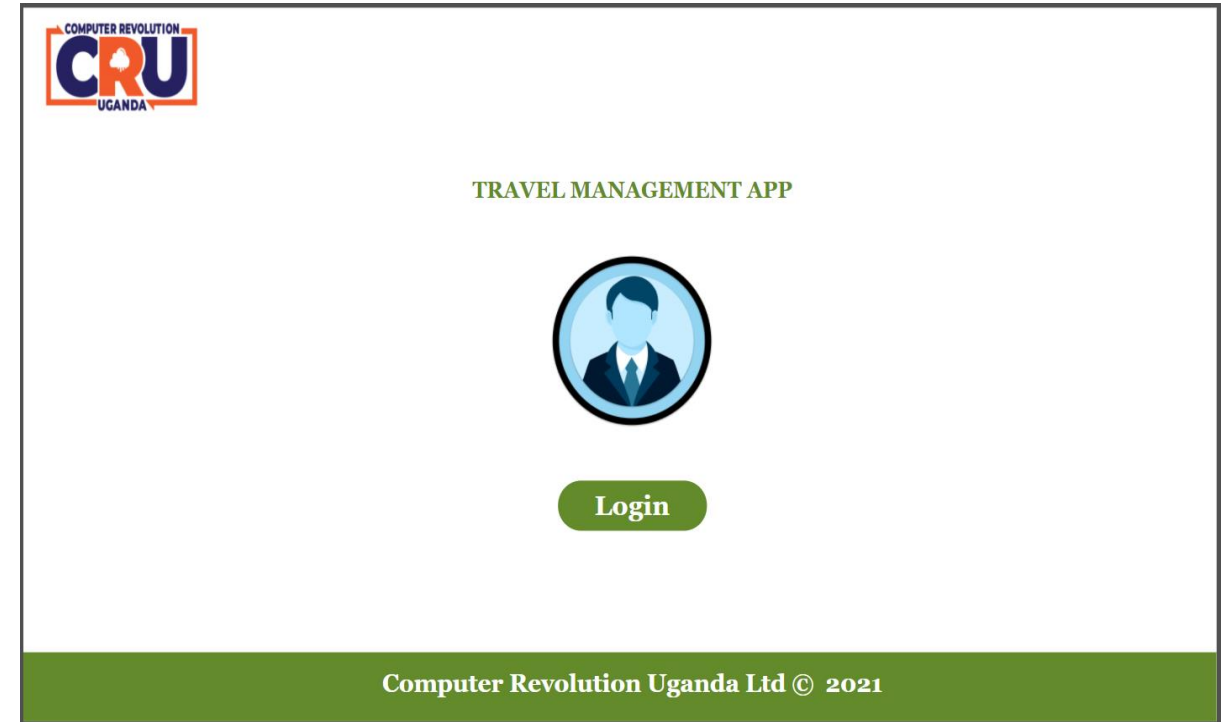 COMPUTER REVOLUTION
CRU
UGANDA
TRAVEL MANAGEMENT APP
Login
Computer Revolution Uganda Ltd © 2021